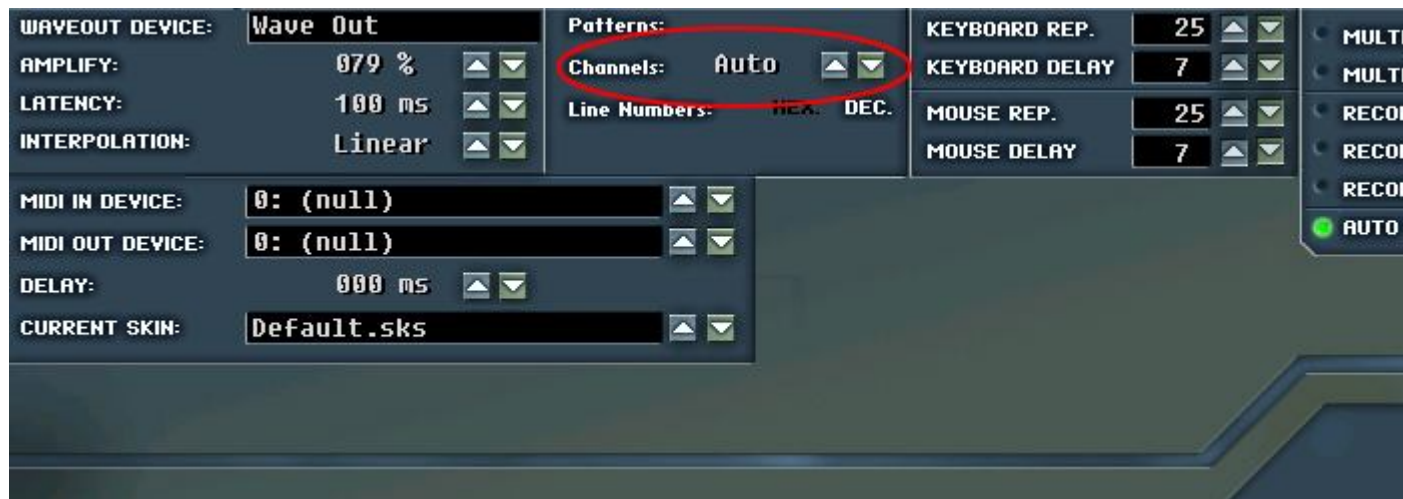 WAVEOUT DEVICE: Wave Out
AMPLIFY: 079 %
LATENCY: 100 ms
INTERPOLATION: Linear
Patterns:
Channels: Auto
Line Numbers: HEX. DEC.
KEYBOARD REP. 25
KEYBOARD DELAY 7
MOUSE REP. 25
MOUSE DELAY 7
AUTO
MIDI IN DEVICE: 0: (null)
MIDI OUT DEVICE: 0: (null)
DELAY: 000 ms
CURRENT SKIN: Default.sks